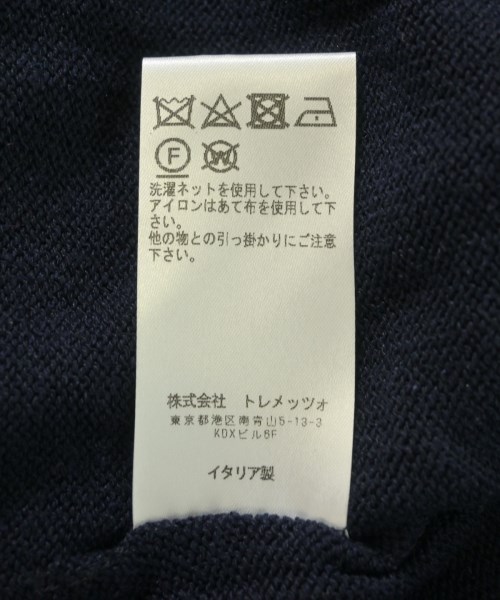 F
W
洗濯ネットを使用して下さい。
アイロンはあて布を使用して下
さい。
他の物との引っ掛かりにご注意
下さい。
株式会社 トレメッツォ
東京都港区南青山5-13-3
KDXビル6F
イタリア製